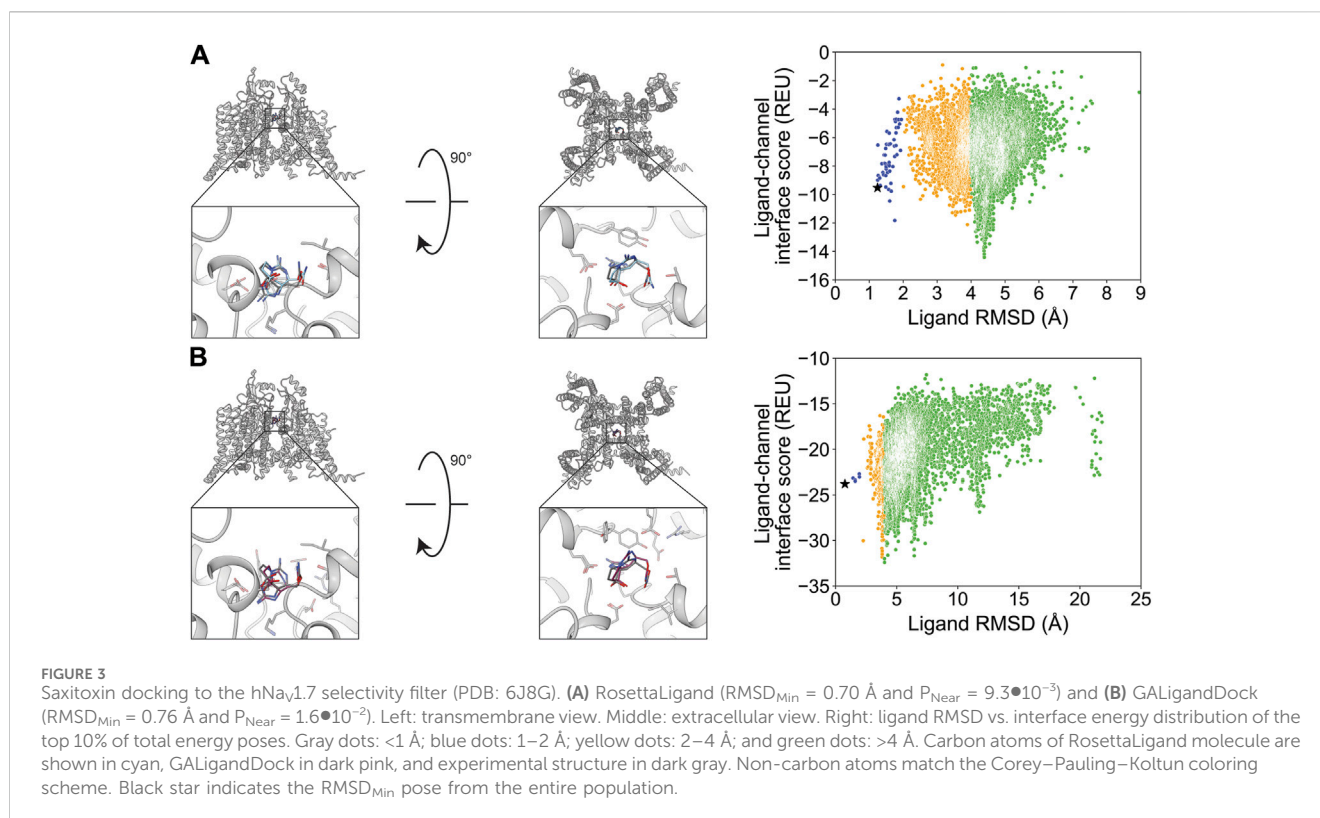 A
90°
0
−2
−4
−6
−8
−10
−12
−14
−16
Ligand-channel
interface score (REU)
0 1 2 3 4 5 6 7 8 9
Ligand RMSD (Å)
B
90°
−10
−15
−20
−25
−30
−35
Ligand-channel
interface score (REU)
5 10 15 20 25
Ligand RMSD (Å)
FIGURE 3
Saxitoxin docking to the hNaV1.7 selectivity filter (PDB: 6J8G). (A) RosettaLigand (RMSDMin = 0.70 Å and PNear = 9.3●10−3) and (B) GALigandDock
(RMSDMin = 0.76 Å and PNear = 1.6●10−2). Left: transmembrane view. Middle: extracellular view. Right: ligand RMSD vs. interface energy distribution of the
top 10% of total energy poses. Gray dots: <1 Å; blue dots: 1–2 Å; yellow dots: 2–4 Å; and green dots: >4 Å. Carbon atoms of RosettaLigand molecule are
shown in cyan, GALigandDock in dark pink, and experimental structure in dark gray. Non-carbon atoms match the Corey–Pauling–Koltun coloring
scheme. Black star indicates the RMSDMin pose from the entire population.